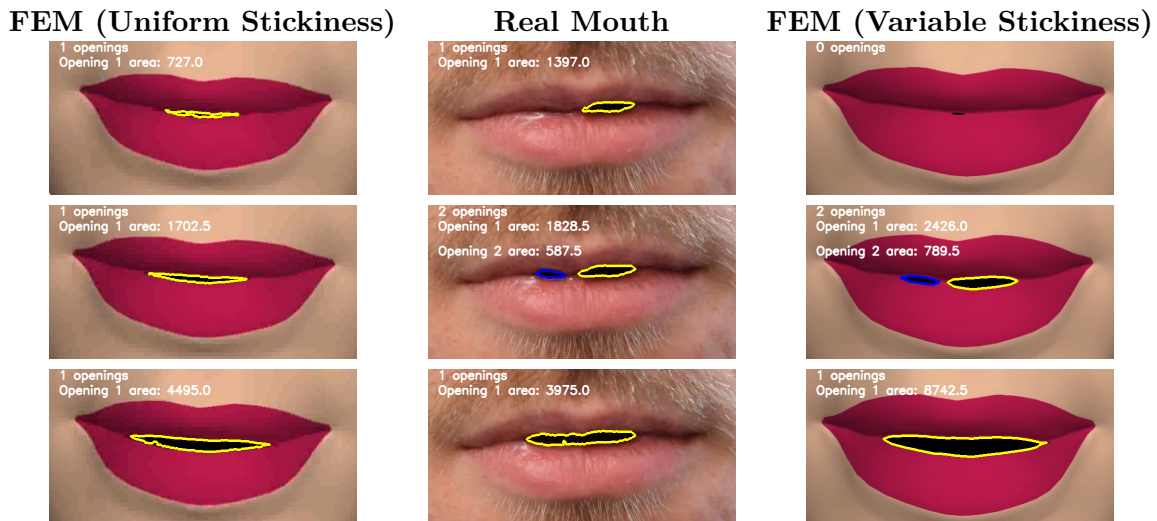 FEM (Uniform Stickiness) Real Mouth FEM (Variable Stickiness)
1 openings
Opening 1 area: 727.0
1 openings
Opening 1 area: 1397.0
0 openings
1 openings
Opening 1 area: 1702.5
2 openings
Opening 1 area: 1828.5
Opening 2 area: 587.5
2 openings
Opening 1 area: 2426.0
Opening 2 area: 789.5
1 openings
Opening 1 area: 4495.0
1 openings
Opening 1 area: 3975.0
1 openings
Opening 1 area: 8742.5